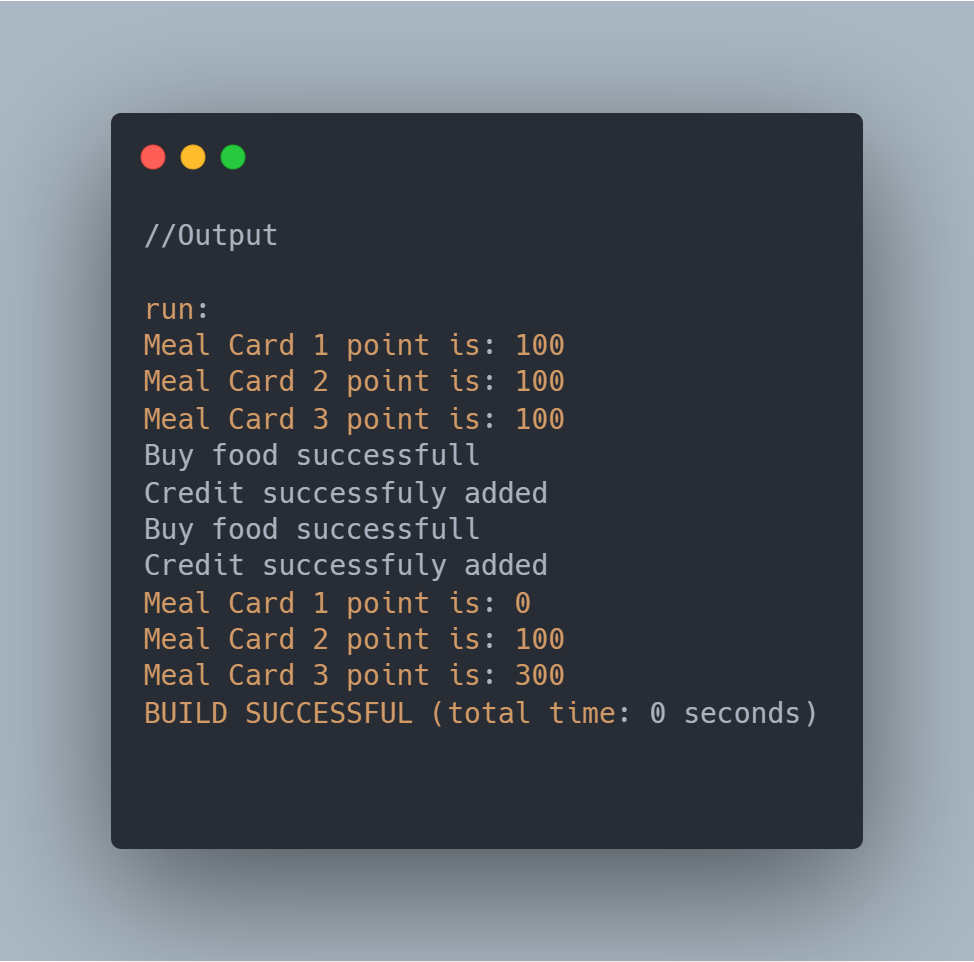 //Output
run:
Meal Card 1 point is: 100
Meal Card 2 point is: 100
Meal Card 3 point is: 100
Buy food successfull
Credit successfuly added
Buy food successfull
Credit successfuly added
Meal Card 1 point is: 0
Meal Card 2 point is: 100
Meal Card 3 point is: 300
BUILD SUCCESSFUL (total time: 0 seconds)